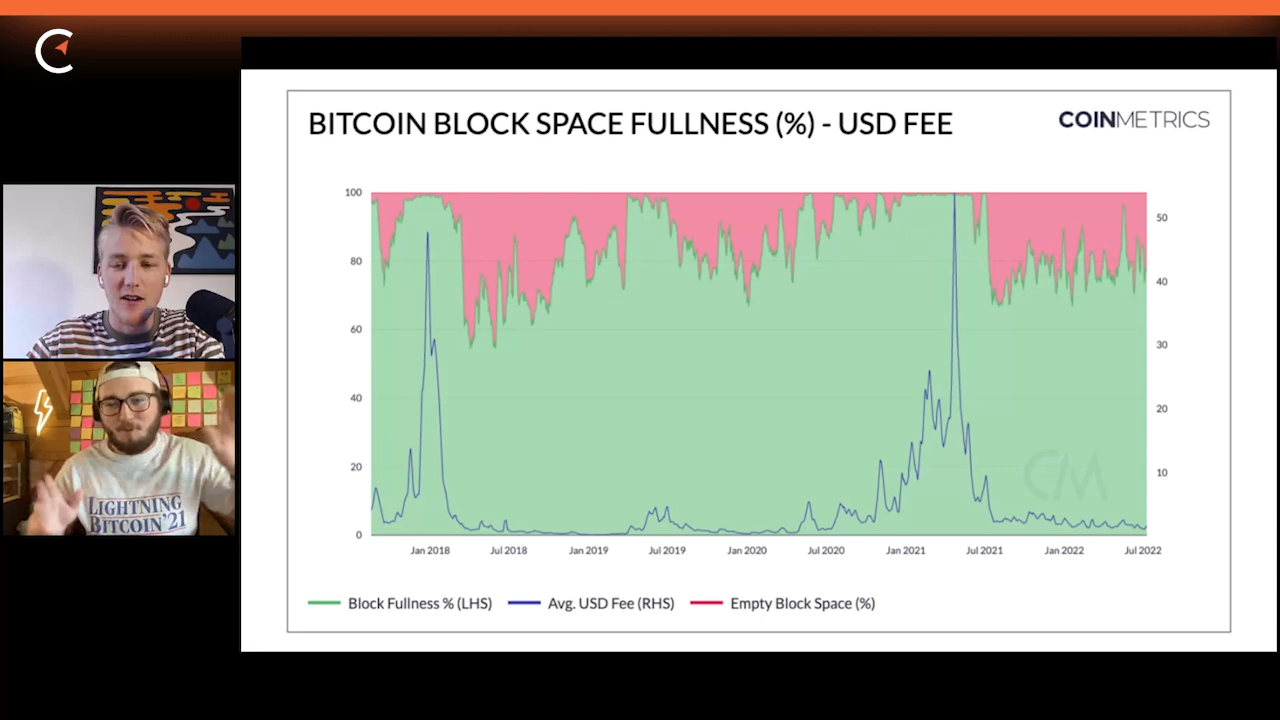 BITCOIN BLOCK SPACE FULLNESS (%) - USD FEE
COINMETRICS
100
80
60
40
20
0
50
40
30
20
10
CM
Jan 2018
Jul 2018
Jan 2019
Jul 2019
Jan 2020
Jul 2020
Jan 2021
Jul 2021
Jan 2022
Jul 2022
Block Fullness % (LHS)
Avg. USD Fee (RHS)
Empty Block Space (%)
LIGHTNING
BITCOIN'21